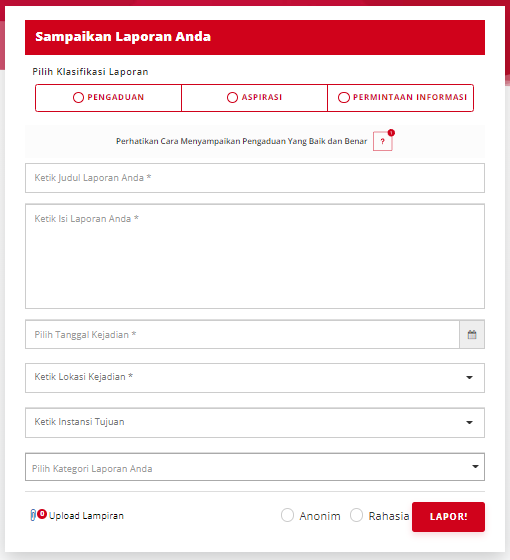 Sampaikan Laporan Anda
Pilih Klasifikasi Laporan
PENGADUAN
ASPIRASI
PERMINTAAN INFORMASI
Perhatikan Cara Menyampaikan Pengaduan Yang Baik dan Benar ?
Ketik Judul Laporan Anda *
Ketik Isi Laporan Anda *
Pilih Tanggal Kejadian *
Ketik Lokasi Kejadian *
Ketik Instansi Tujuan
Pilih Kategori Laporan Anda
0 Upload Lampiran
Anonim
Rahasia
LAPOR!